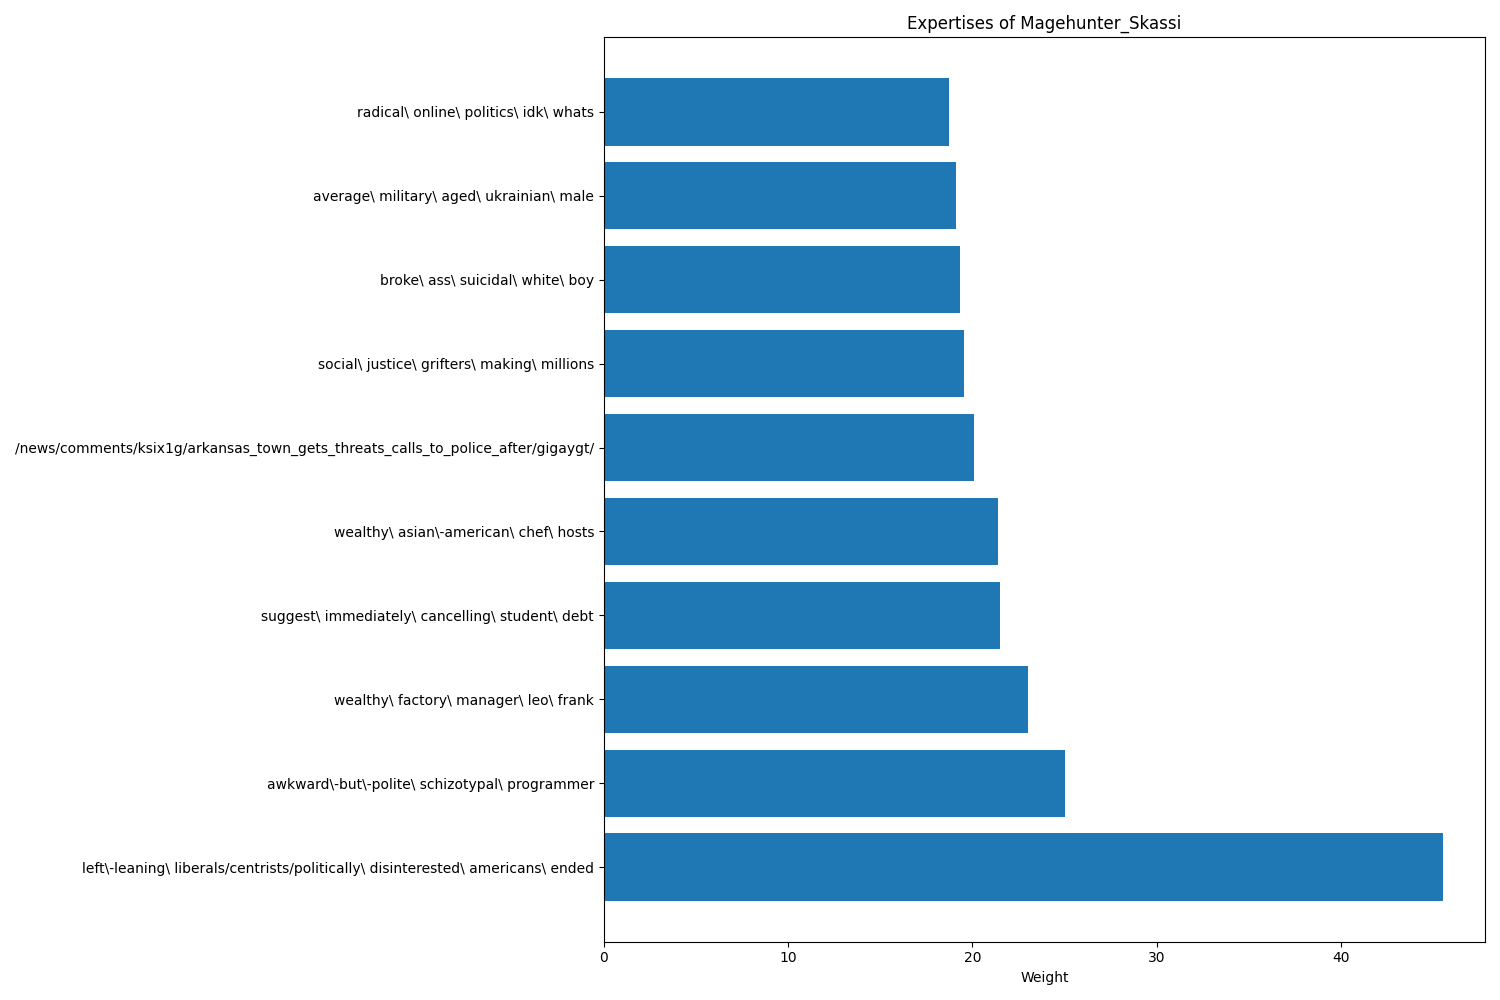 Expertises of Magehunter_Skassi
radical\ online\ politics\ idk\ whats
average\ military\ aged\ ukrainian\ male
broke\ ass\ suicidal\ white\ boy
social\ justice\ grifters\ making\ millions
/news/comments/ksix1g/arkansas_town_gets_threats_calls_to_police_after/gigaygt/
wealthy\ asian\-american\ chef\ hosts
suggest\ immediately\ cancelling\ student\ debt
wealthy\ factory\ manager\ leo\ frank
awkward\-but\-polite\ schizotypal\ programmer
left\-leaning\ liberals/centrists/politically\ disinterested\ americans\ ended
0 10 20 30 40
Weight